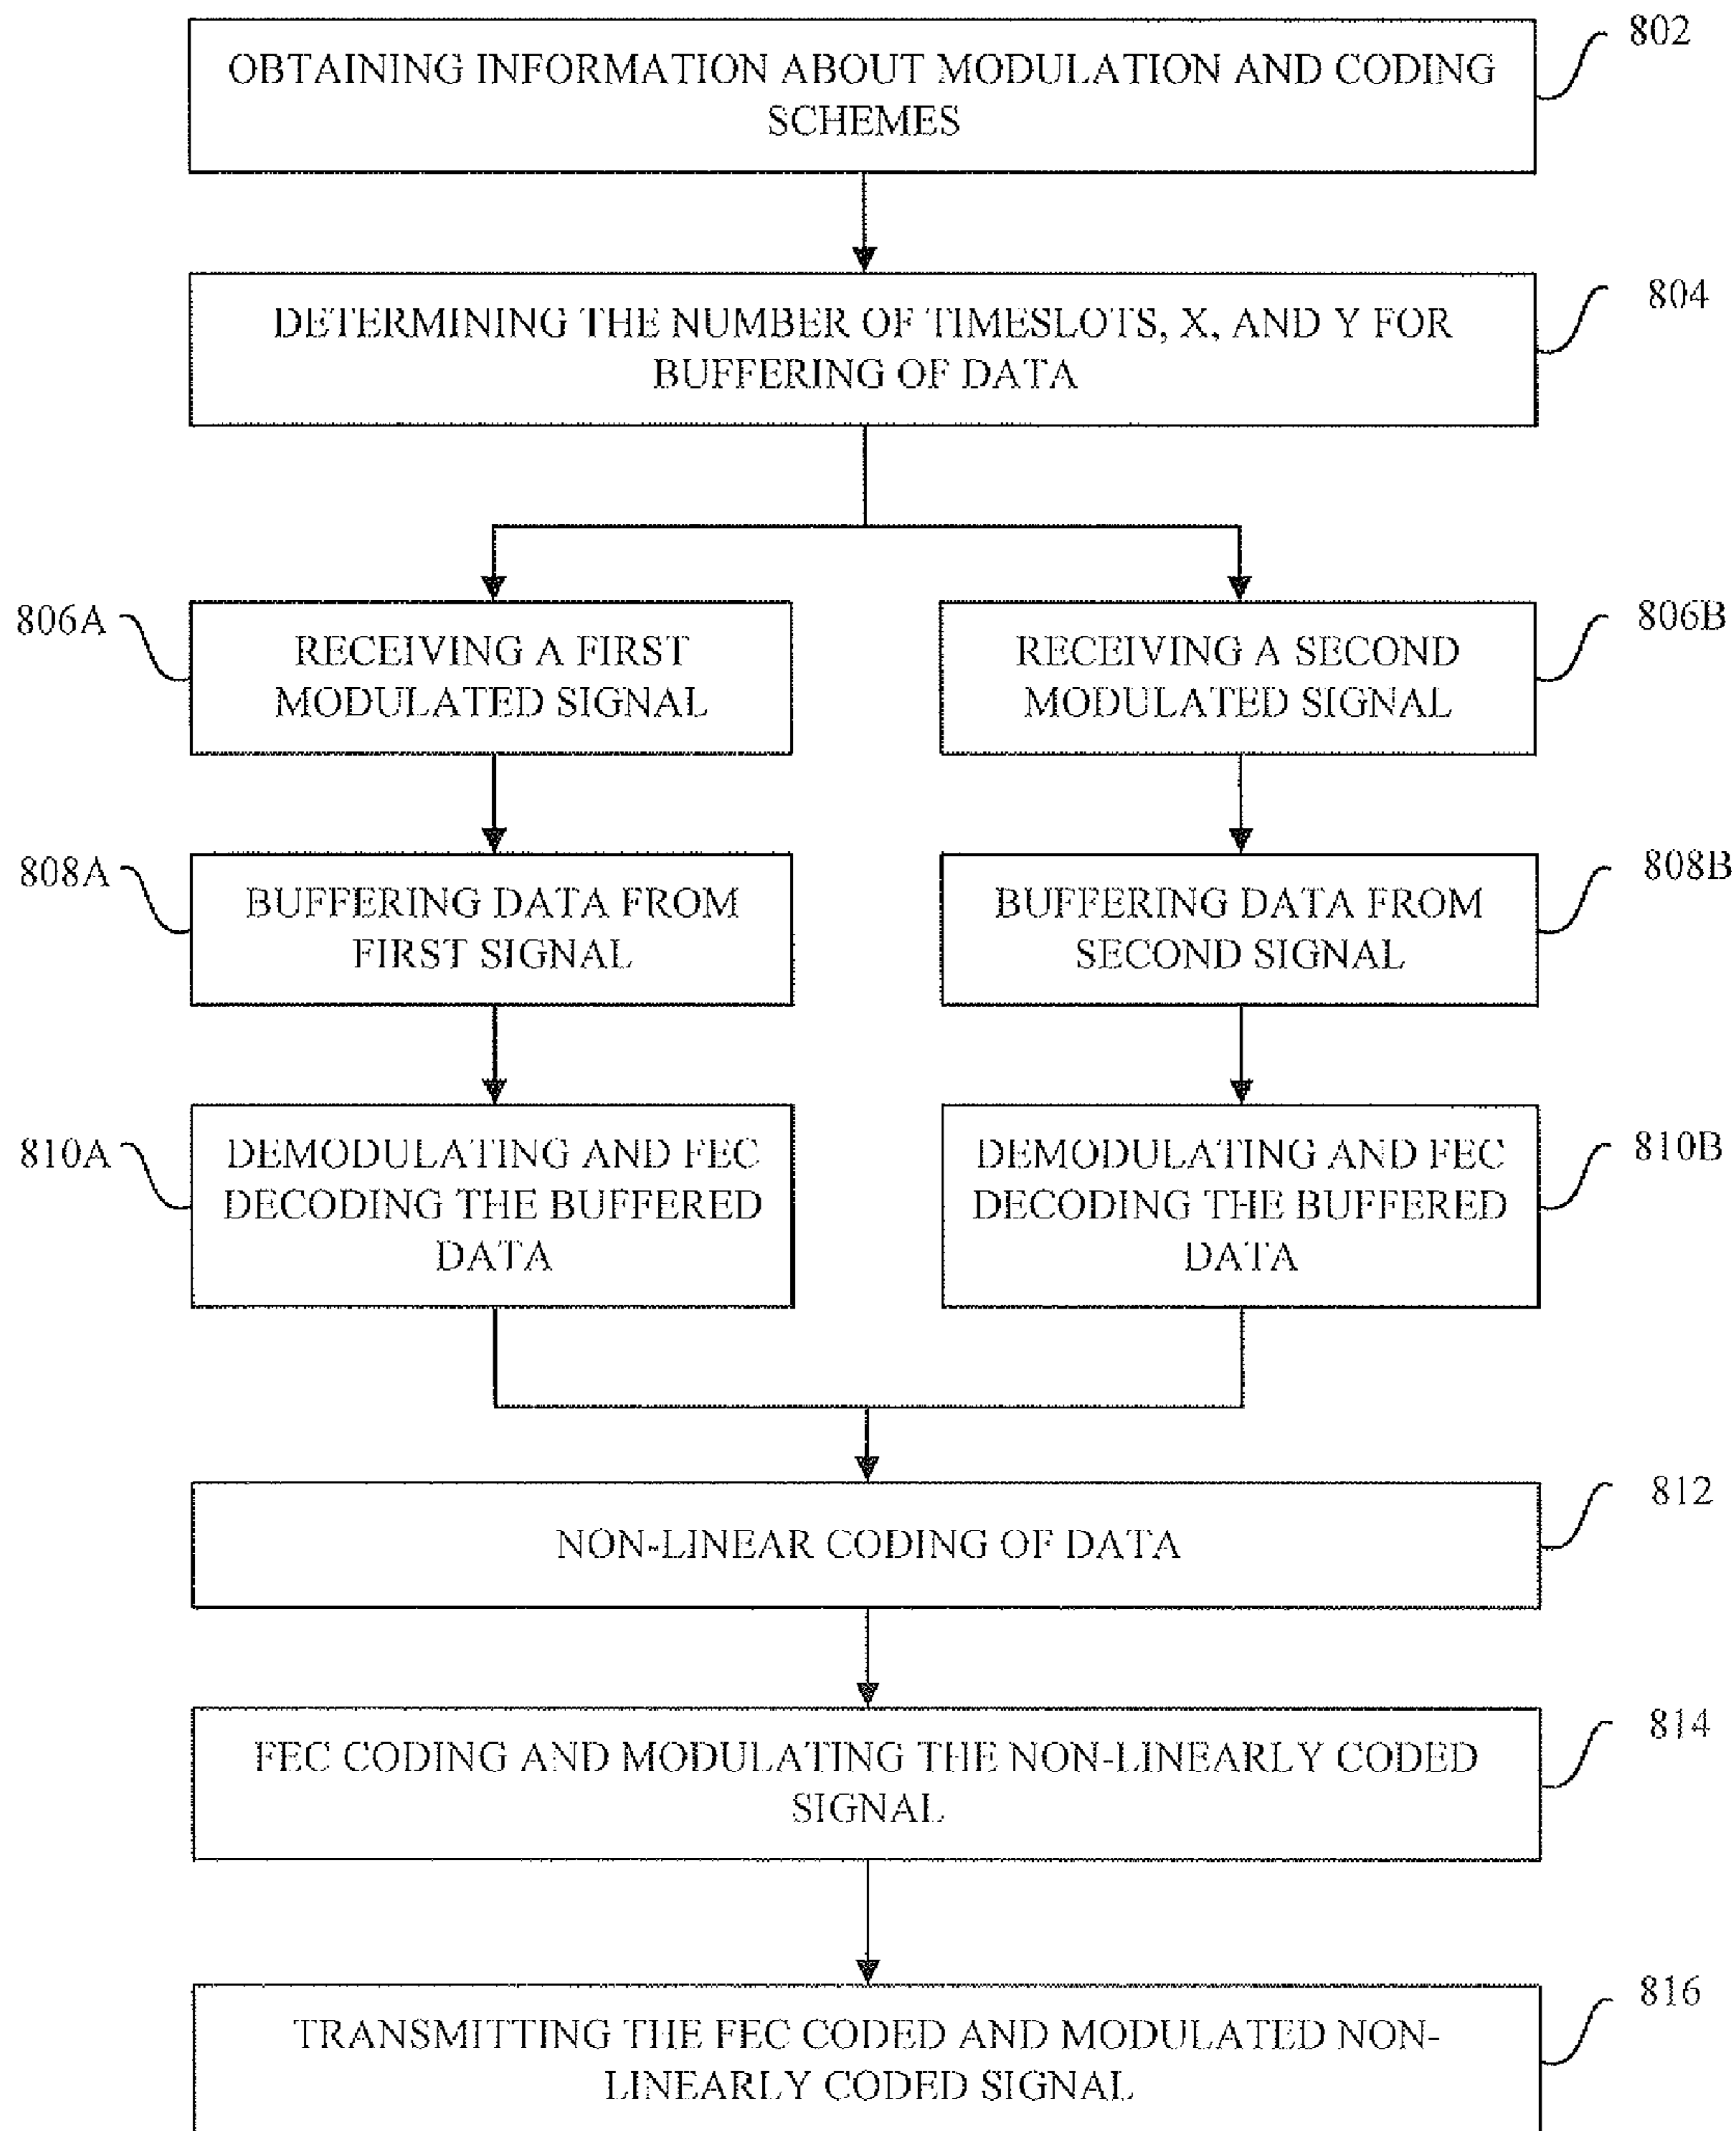 802
OBTAINING INFORMATION ABOUT MODULATION AND CODING
SCHEMES
804
DETERMINING THE NUMBER OF TIMESLOTS, X, AND Y FOR
BUFFERING OF DATA
806A
RECEIVING A FIRST
MODULATED SIGNAL
806B
RECEIVING A SECOND
MODULATED SIGNAL
808A
BUFFERING DATA FROM
FIRST SIGNAL
808B
BUFFERING DATA FROM
SECOND SIGNAL
810A
DEMODULATING AND FEC
DECODING THE BUFFERED
DATA
810B
DEMODULATING AND FEC
DECODING THE BUFFERED
DATA
812
NON-LINEAR CODING OF DATA
814
FEC CODING AND MODULATING THE NON-LINEARLY CODED
SIGNAL
816
TRANSMITTING THE FEC CODED AND MODULATED NON-
LINEARLY CODED SIGNAL